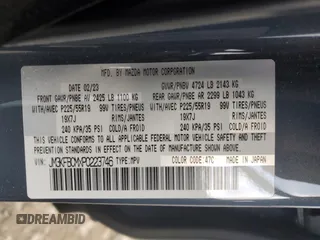 MFD. BY MAZDA MOTOR CORPORATION
DATE 02/23 GVWR/PNBV 4724 LB 2143 KG
FRONT GAWR/PNBE AV 2425 LB 1100 KG REAR GAWR/PNBE AR 2299 LB 1043 KG
WITH/AVEC P225/55R19 99V TIRES/PNEUS WITH/AVEC P225/55R19 99V TIRES/PNEUS
19X7J RIMS/JANTES 19X7J RIMS/JANTES
240 KPA/35 PSI COLD/A FROID 240 KPA/35 PSI COLD/A FROID
THIS VEHICLE CONFORMS TO ALL APPLICABLE FEDERAL MOTOR VEHICLE SAFETY,
BUMPER, AND THEFT PREVENTION STANDARDS IN EFFECT ON THE DATE OF MANUFACTURE
SHOWN ABOVE.
VIN: JM3KFBCMXP0223746 COLOR CODE: 47C MADE IN JAPAN
TYPE:MPV
JM3KFBCMXP0223746
AUTOBIDMASTER